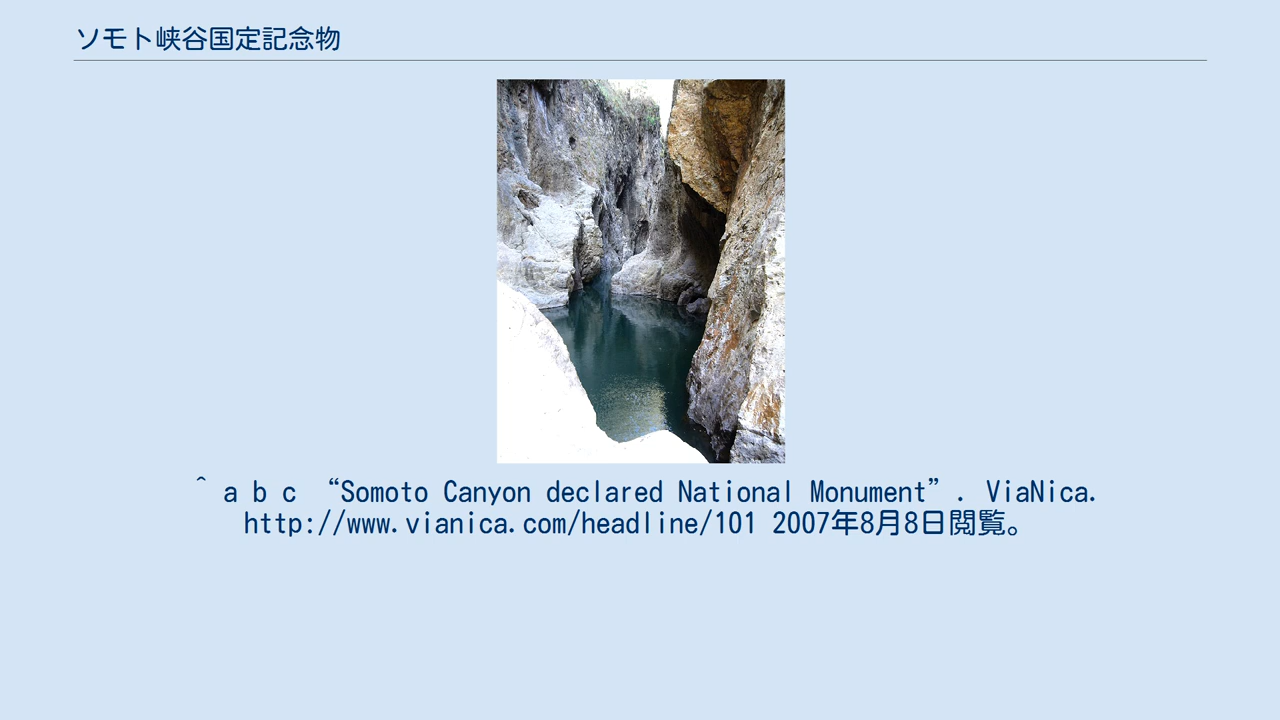 ソモト峡谷国定記念物
^ a b c “Somoto Canyon declared National Monument”. ViaNica.
http://www.vianica.com/headline/101 2007年8月8日閲覧。